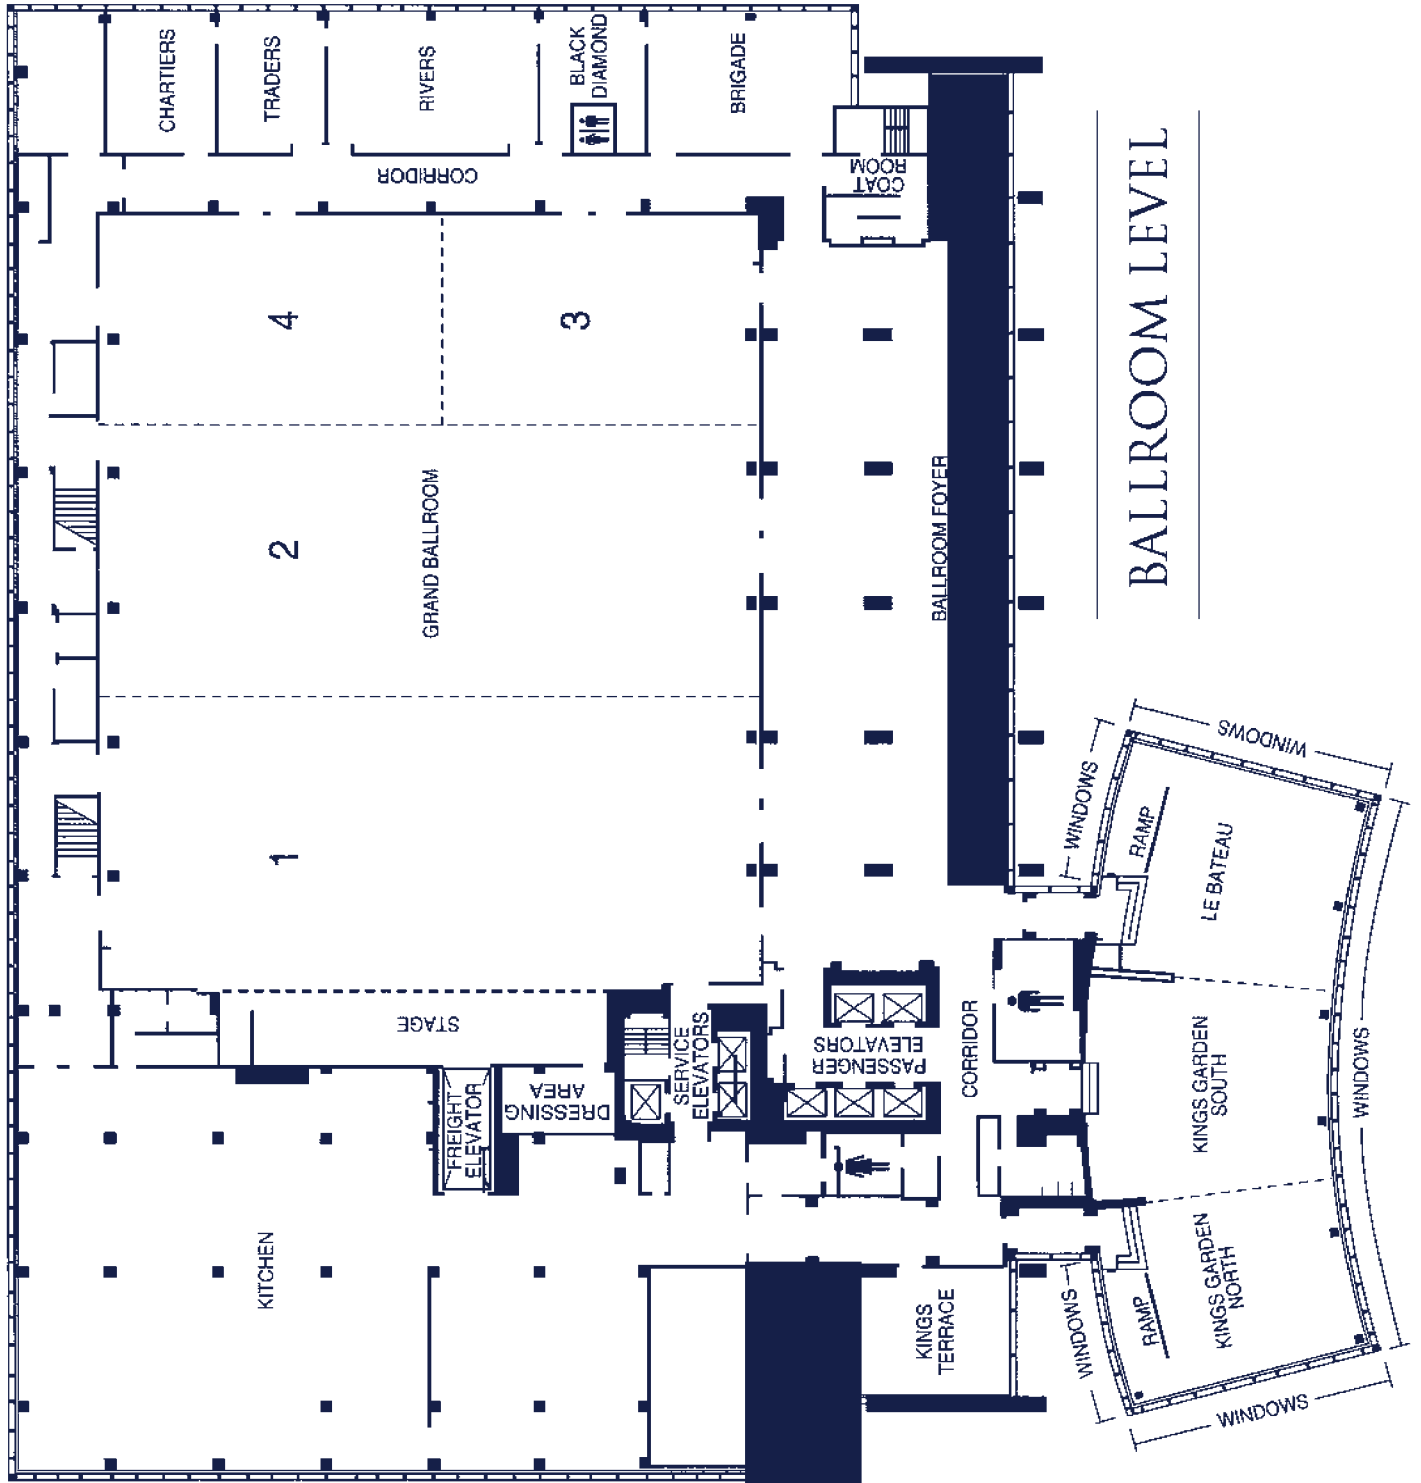 CHARTIERS
TRADERS
RIVERS
BLACK
DIAMOND
BRIGADE
CORRIDOR
COAT
ROOM
4
3
2
GRAND BALLROOM
1
BALLROOM FOYER
BALLROOM LEVEL
STAGE
DRESSING
AREA
FREIGHT
ELEVATOR
SERVICE
ELEVATORS
PASSENGER
ELEVATORS
CORRIDOR
KITCHEN
KINGS
TERRACE
WINDOWS
WINDOWS
RAMP
LE BATEAU
KINGS GARDEN
SOUTH
WINDOWS
KINGS GARDEN
NORTH
RAMP
WINDOWS
WINDOWS